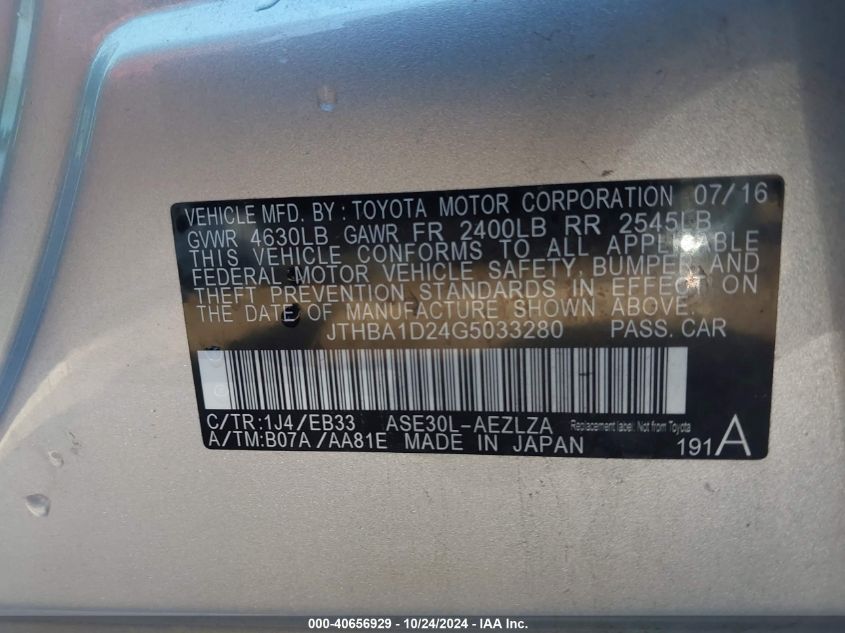 VEHICLE MFD. BY: TOYOTA MOTOR CORPORATION 07/16
GVWR 4630LB GAWR FR 2400LB RR 2545LB
THIS VEHICLE CONFORMS TO ALL APPLICABLE
FEDERAL MOTOR VEHICLE SAFETY, BUMPER, AND
THEFT PREVENTION STANDARDS IN EFFECT ON
THE DATE OF MANUFACTURE SHOWN ABOVE.
JTHBA1D24G5033280 PASS. CAR
C/TR:1J4/EB33 ASE30L-AEZLZA Replacement label. Not from Toyota
A/TM:B07A/AA81E MADE IN JAPAN 191A
000-40656929 - 10/24/2024 - IAA Inc.